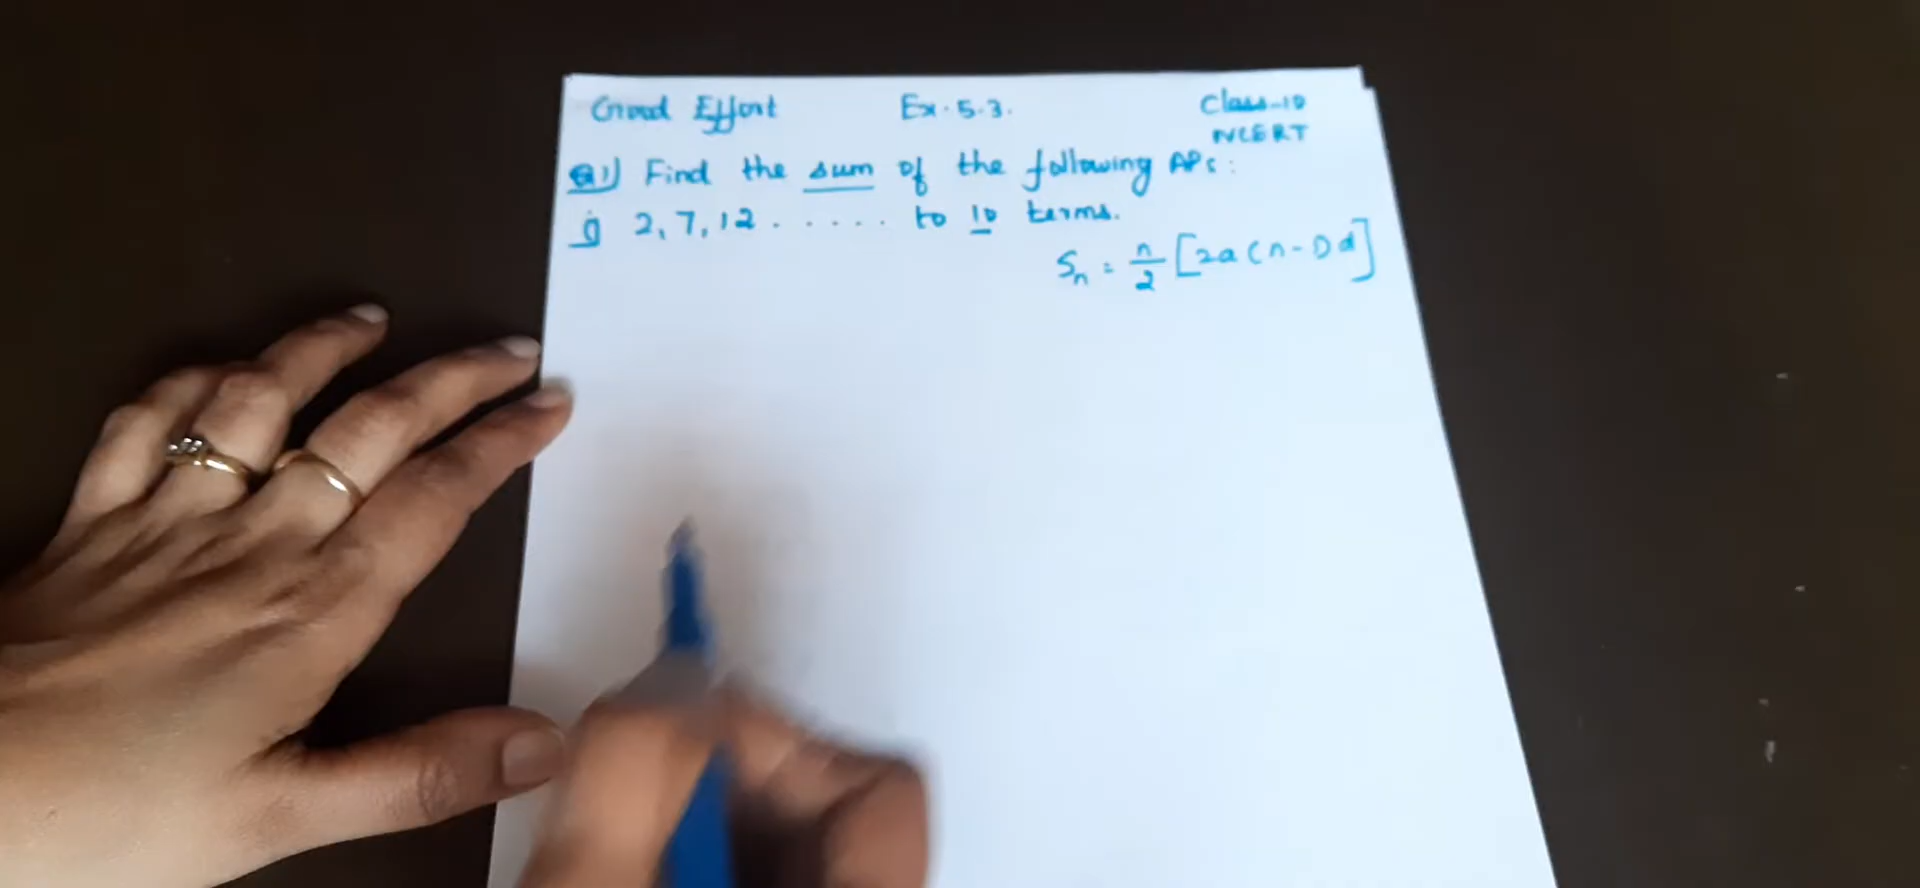 Good Effort Ex. 5.3. Class-10
NCERT
Q1) Find the sum of the following APs:
i) 2, 7, 12 . . . . . . to 10 terms.
Sn = n/2 [2a (n-1) d]